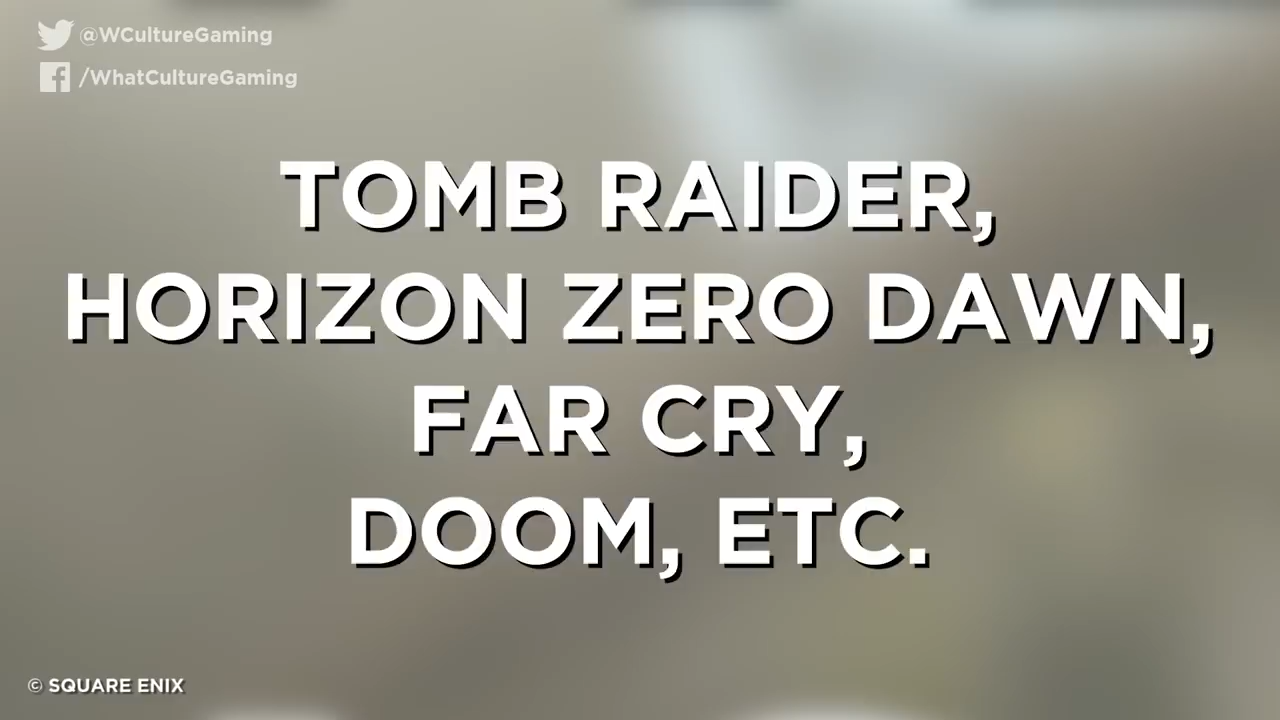 @WCultureGaming
/WhatCultureGaming
TOMB RAIDER,
HORIZON ZERO DAWN,
FAR CRY,
DOOM, ETC.
© SQUARE ENIX